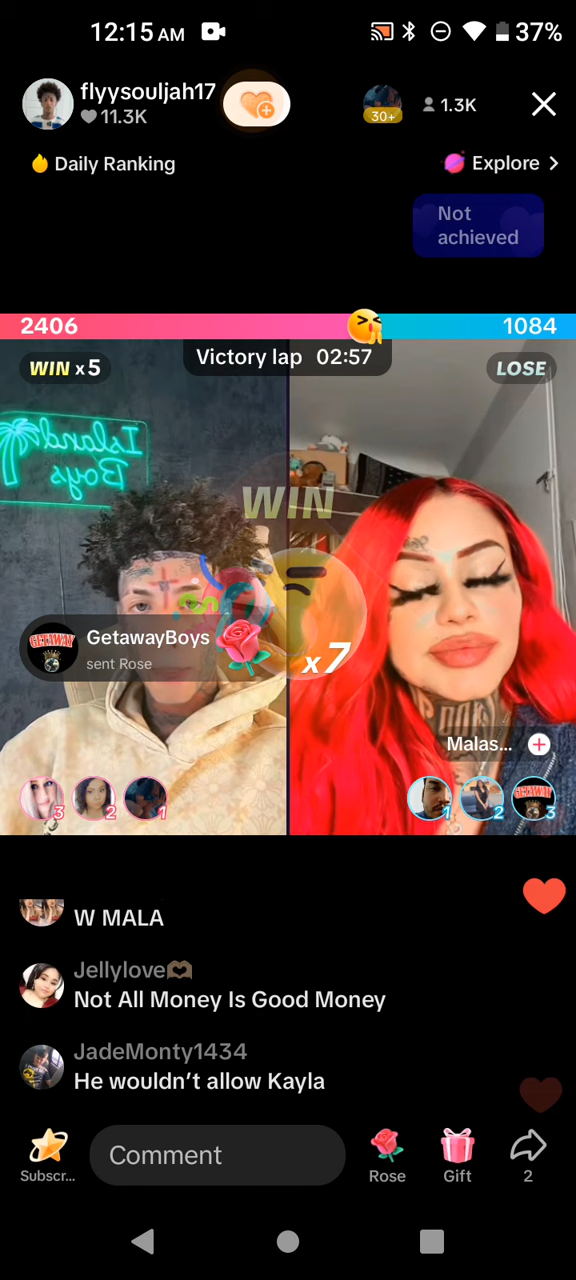 12:15 AM
37%
flyysouljah17
11.3K
30+
1.3K
Daily Ranking
Explore
Not
achieved
2406
1084
Victory lap 02:57
WIN x5
LOSE
Island
Boys
WIN
GETAWAY
GetawayBoys
sent Rose
x7
Malas...
3
2
1
1
2
GETAWAY
3
W MALA
Jellylove
Not All Money Is Good Money
JadeMonty1434
He wouldn't allow Kayla
Subscr...
Comment
Rose
Gift
2